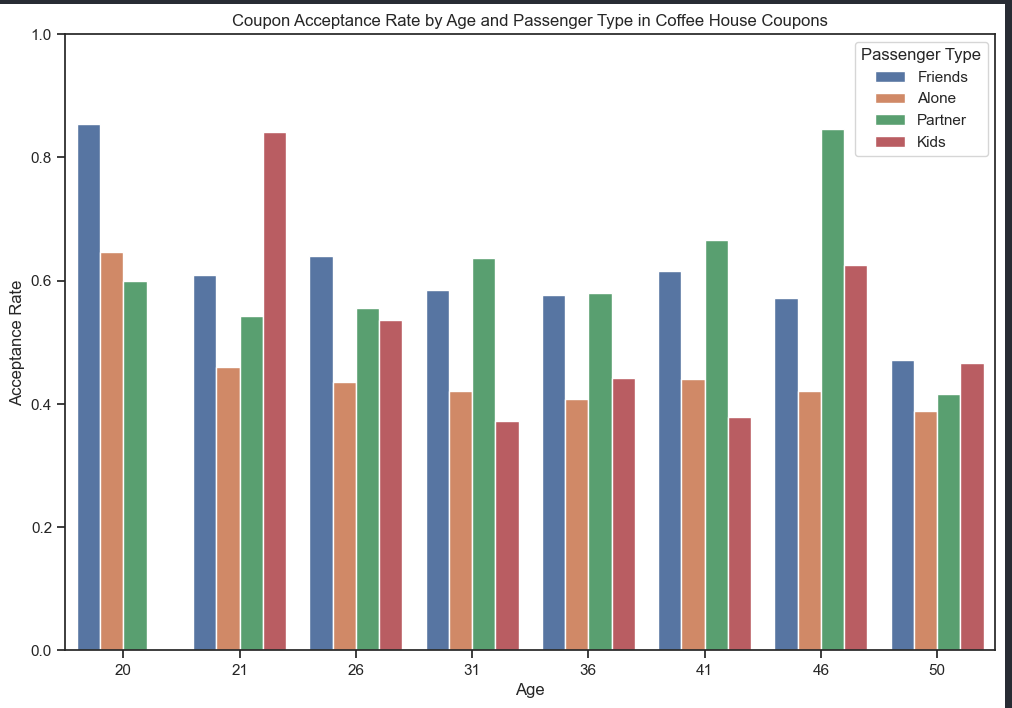 Coupon Acceptance Rate by Age and Passenger Type in Coffee House Coupons
1.0
0.8
0.6
0.4
0.2
0.0
Acceptance Rate
Passenger Type
Friends
Alone
Partner
Kids
20 21 26 31 36 41 46 50
Age